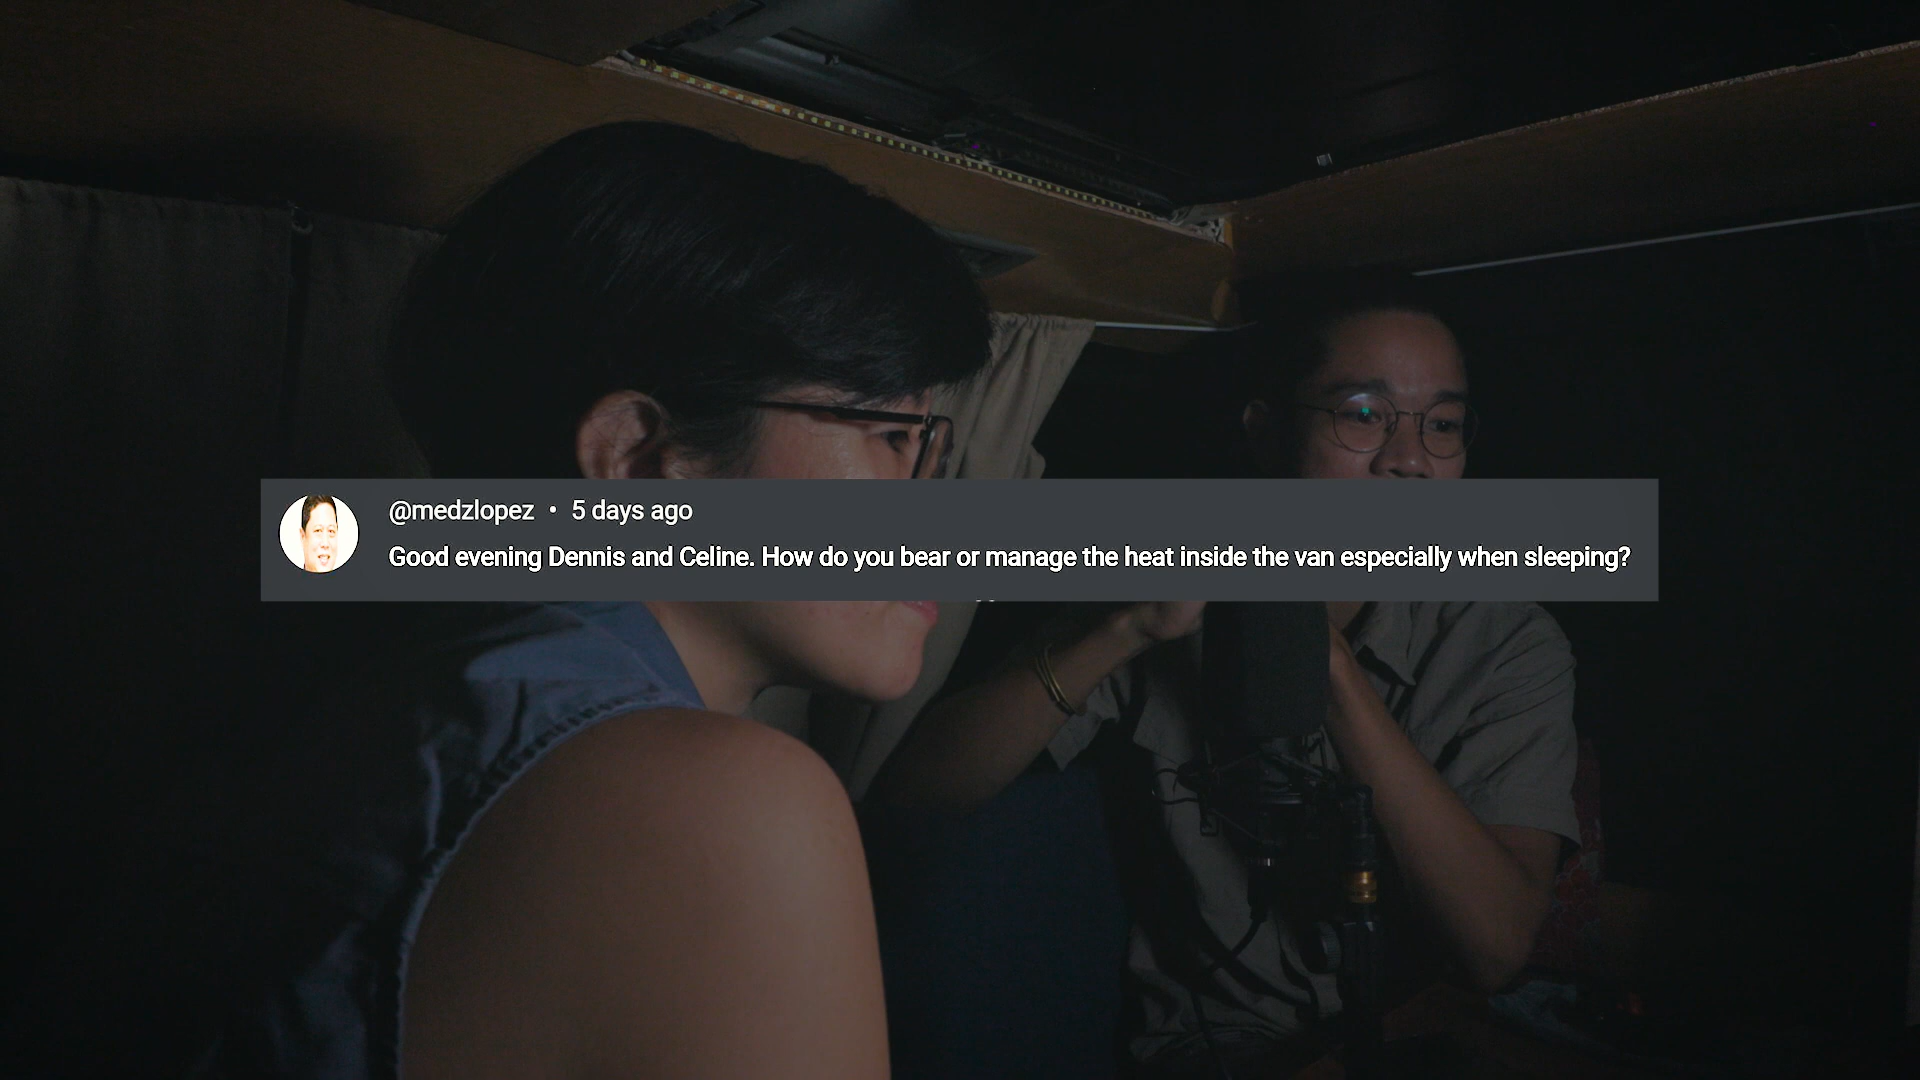 @medzlopez • 5 days ago
Good evening Dennis and Celine. How do you bear or manage the heat inside the van especially when sleeping?